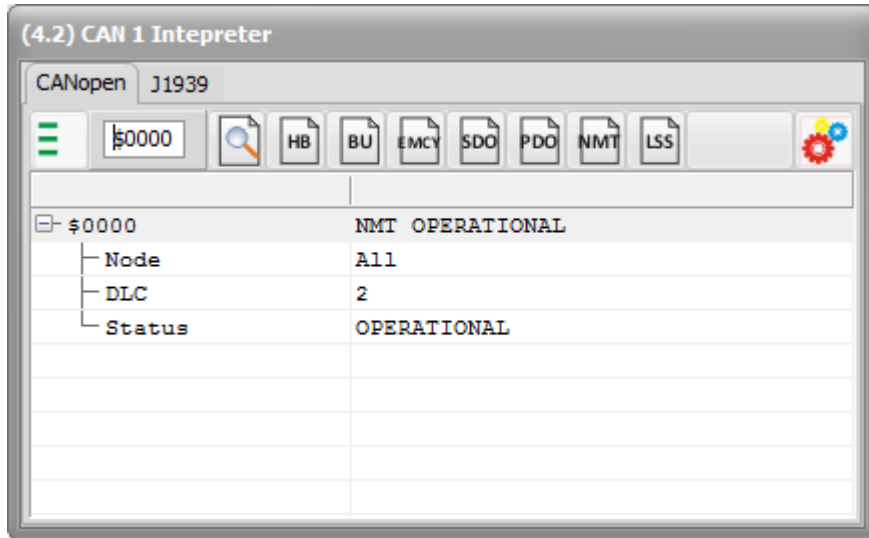 (4.2) CAN 1 Intepreter
CANopen J1939
$0000 HB BU EMCY SDO PDO NMT LSS
$0000 NMT OPERATIONAL
Node All
DLC 2
Status OPERATIONAL